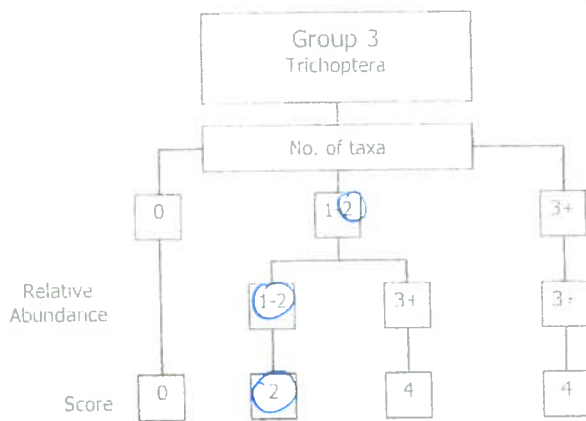 Group 3
Trichoptera
No. of taxa
0
1-2
3+
Relative
Abundance
1-2
3+
3+
Score
0
2
4
4